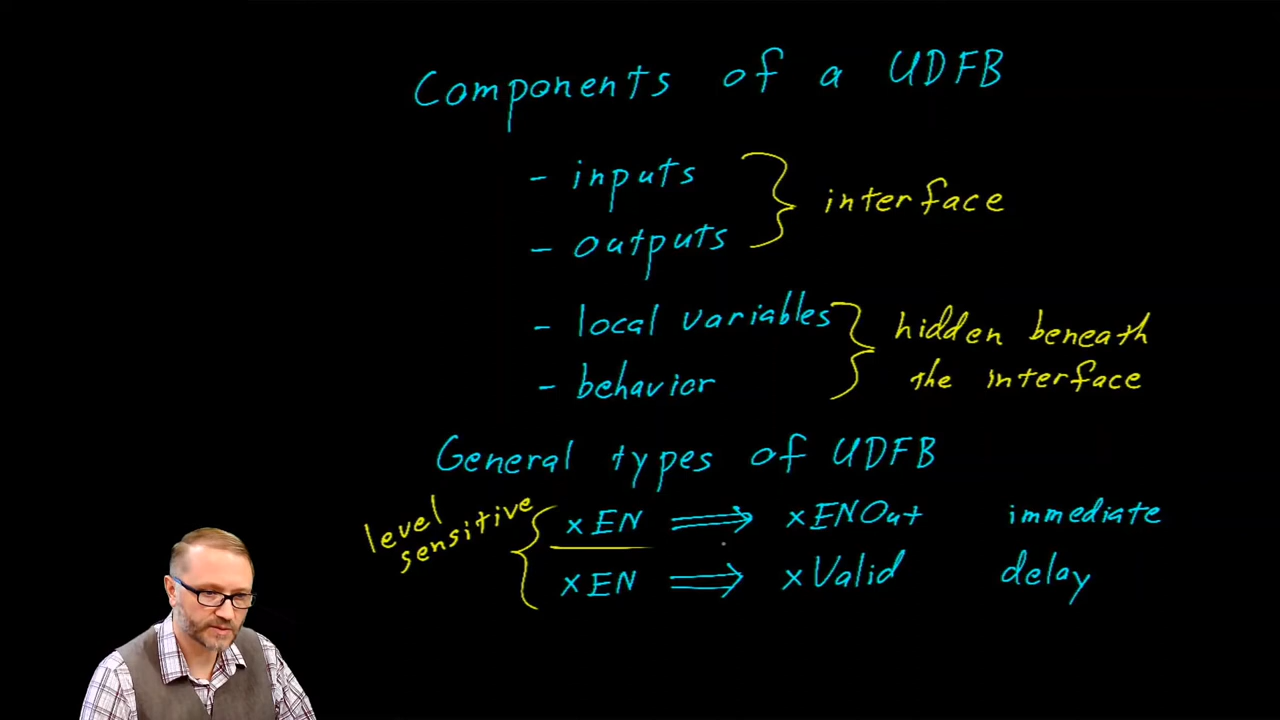 Components of a UDFB
- inputs
- outputs
interface
- local variables
- behavior
hidden beneath
the interface
General types of UDFB
level
sensitive
xEN ⟹ xENOut immediate
xEN ⟹ xValid delay